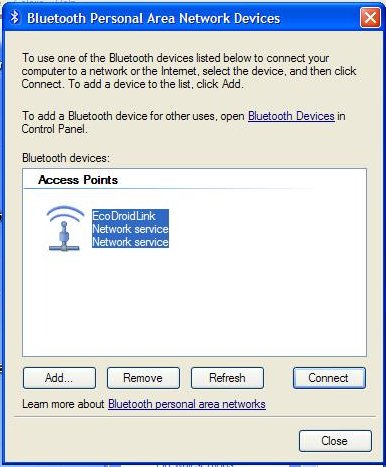 Bluetooth Personal Area Network Devices
To use one of the Bluetooth devices listed below to connect your
computer to a network or the Internet, select the device, and then click
Connect. To add a device to the list, click Add.
To add a Bluetooth device for other uses, open Bluetooth Devices in
Control Panel.
Bluetooth devices:
Access Points
EcoDroidLink
Network service
Network service
Add... Remove Refresh Connect
Learn more about Bluetooth personal area networks
Close